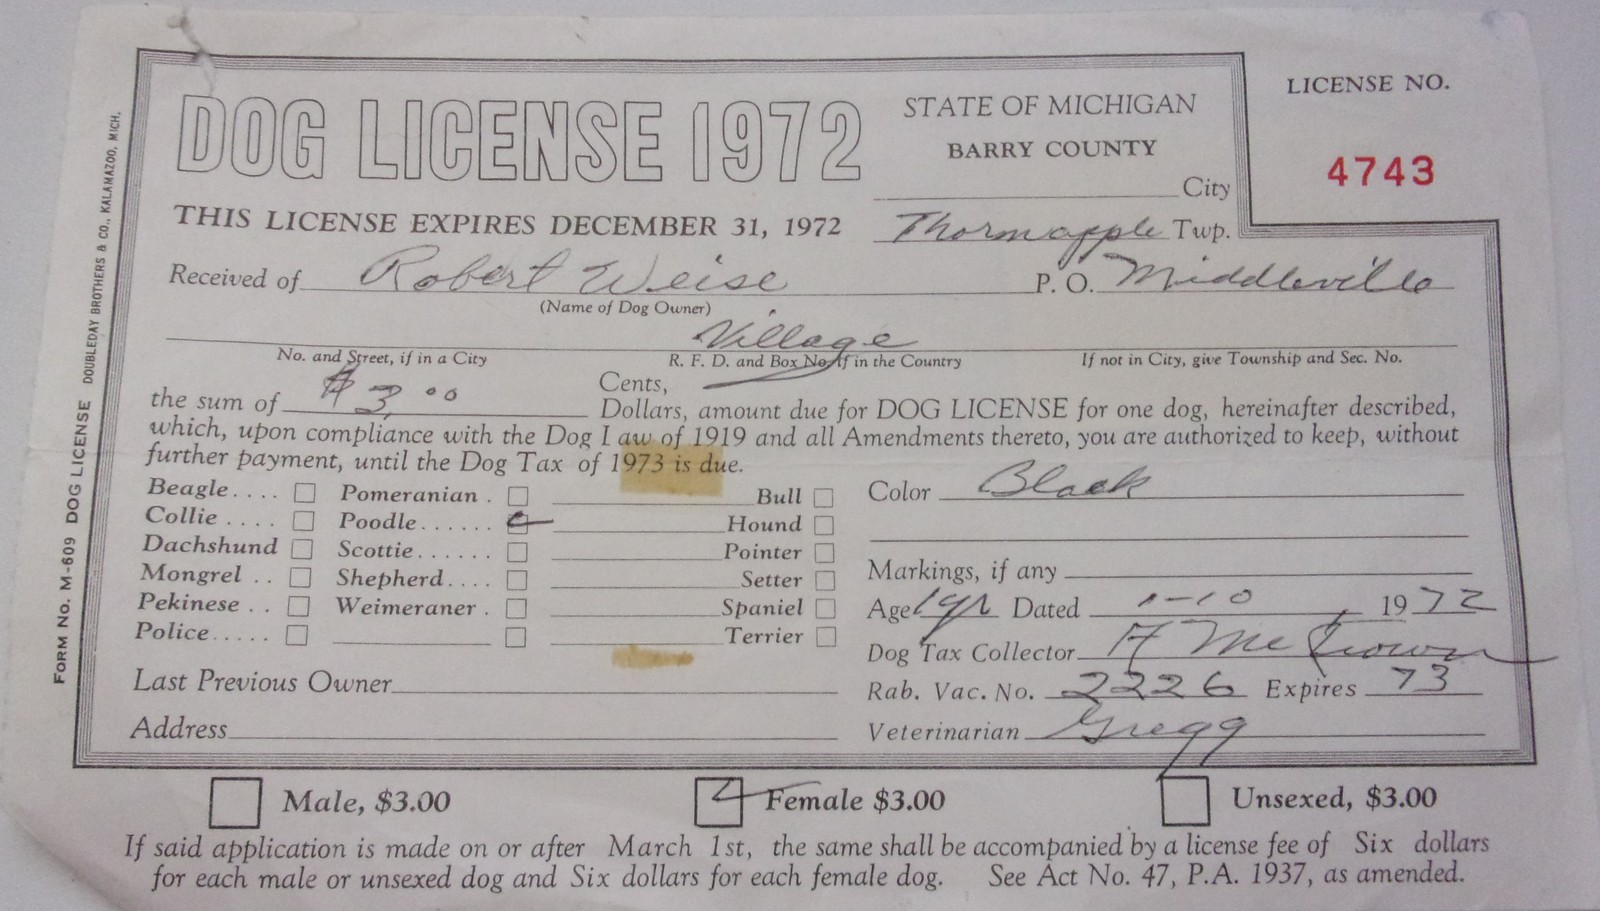 DOG LICENSE 1972
STATE OF MICHIGAN
BARRY COUNTY
City
LICENSE NO.
4743
THIS LICENSE EXPIRES DECEMBER 31, 1972
Thornapple Twp.
Received of Robert Weise P. O. Middleville
(Name of Dog Owner)
Village
No. and Street, if in a City R. F. D. and Box No. if in the Country If not in City, give Township and Sec. No.
the sum of $3.00 Cents,
Dollars, amount due for DOG LICENSE for one dog, hereinafter described,
which, upon compliance with the Dog Law of 1919 and all Amendments thereto, you are authorized to keep, without
further payment, until the Dog Tax of 1973 is due.
Beagle.... Pomeranian . Bull
Collie .... Poodle...... Hound
Dachshund Scottie...... Pointer
Mongrel .. Shepherd.... Setter
Pekinese .. Weimeraner . Spaniel
Police..... Terrier
Last Previous Owner
Address
Color Black
Markings, if any
Age 1 yr Dated 1-10 1972
Dog Tax Collector H McKrown
Rab. Vac. No. 2226 Expires 73
Veterinarian Gregg
Male, $3.00 Female $3.00 Unsexed, $3.00
If said application is made on or after March 1st, the same shall be accompanied by a license fee of Six dollars
for each male or unsexed dog and Six dollars for each female dog. See Act No. 47, P.A. 1937, as amended.
FORM No. M-609 DOG LICENSE DOUBLEDAY BROTHERS & CO., KALAMAZOO, MICH.